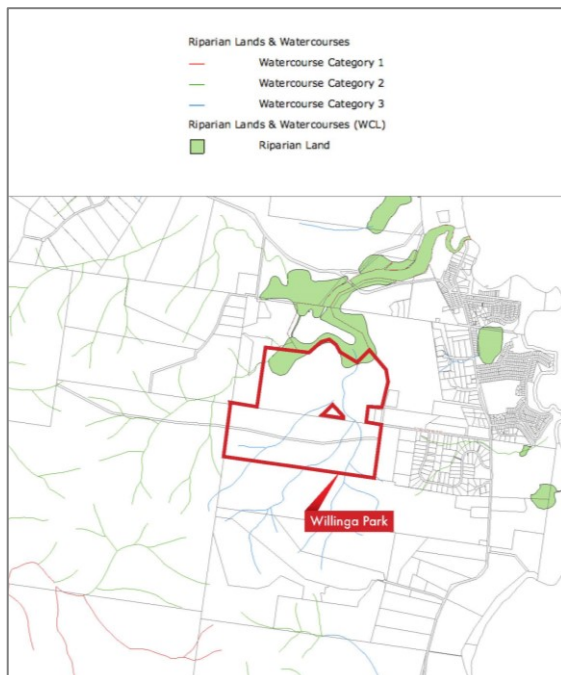 Riparian Lands & Watercourses
Watercourse Category 1
Watercourse Category 2
Watercourse Category 3
Riparian Lands & Watercourses (WCL)
Riparian Land
Willinga Park